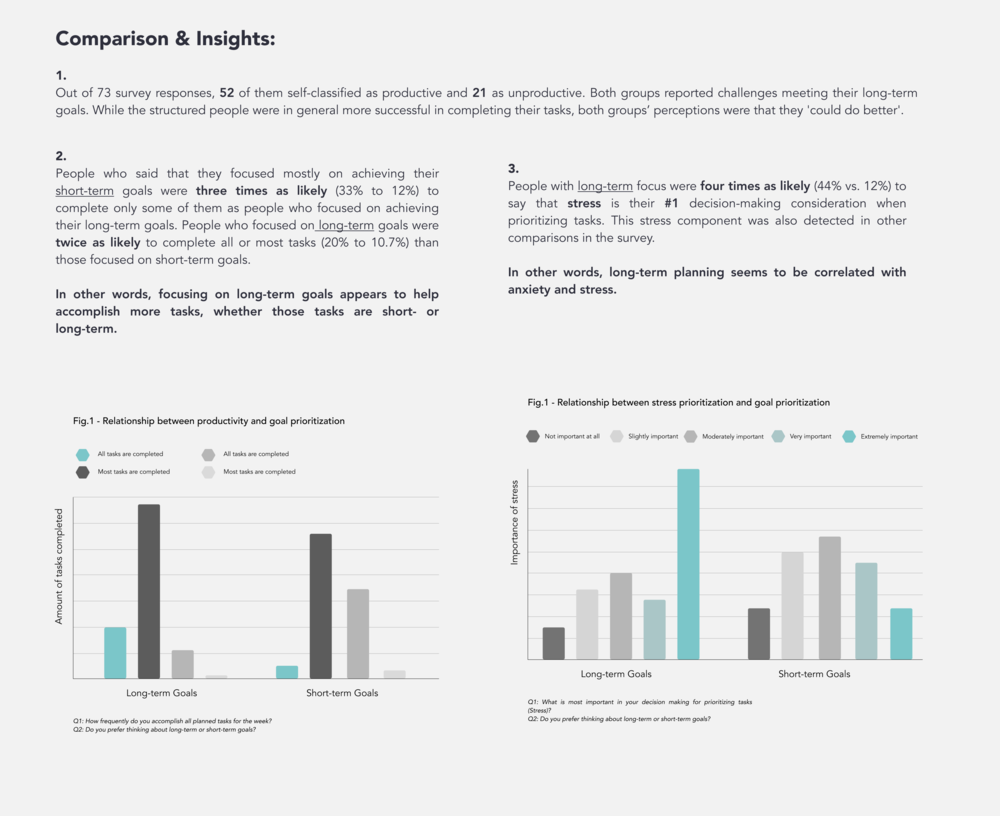 Comparison & Insights:
1.
Out of 73 survey responses, 52 of them self-classified as productive and 21 as unproductive. Both groups reported challenges meeting their long-term
goals. While the structured people were in general more successful in completing their tasks, both groups' perceptions were that they 'could do better'.
2.
People who said that they focused mostly on achieving their
short-term goals were three times as likely (33% to 12%) to
complete only some of them as people who focused on achieving
their long-term goals. People who focused on long-term goals were
twice as likely to complete all or most tasks (20% to 10.7%) than
those focused on short-term goals.
In other words, focusing on long-term goals appears to help
accomplish more tasks, whether those tasks are short- or
long-term.
3.
People with long-term focus were four times as likely (44% vs. 12%) to
say that stress is their #1 decision-making consideration when
prioritizing tasks. This stress component was also detected in other
comparisons in the survey.
In other words, long-term planning seems to be correlated with
anxiety and stress.
Fig.1 - Relationship between productivity and goal prioritization
All tasks are completed
All tasks are completed
Most tasks are completed
Most tasks are completed
Amount of tasks completed
Long-term Goals
Short-term Goals
Q1: How frequently do you accomplish all planned tasks for the week?
Q2: Do you prefer thinking about long-term or short-term goals?
Fig.1 - Relationship between stress prioritization and goal prioritization
Not important at all
Slightly important
Moderately important
Very important
Extremely important
Importance of stress
Long-term Goals
Short-term Goals
Q1: What is most important in your decision making for prioritizing tasks
(Stress)?
Q2: Do you prefer thinking about long-term or short-term goals?